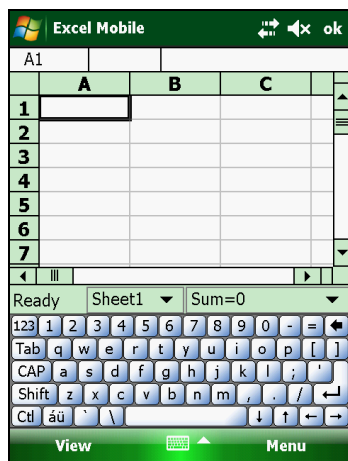 Excel Mobile ok
A1
A B C
1
2
3
4
5
6
7
Ready Sheet1 Sum=0
123 1 2 3 4 5 6 7 8 9 0 - =
Tab q w e r t y u i o p [ ]
CAP a s d f g h j k l ; '
Shift z x c v b n m , . /
Ctl áü ` \
View Menu